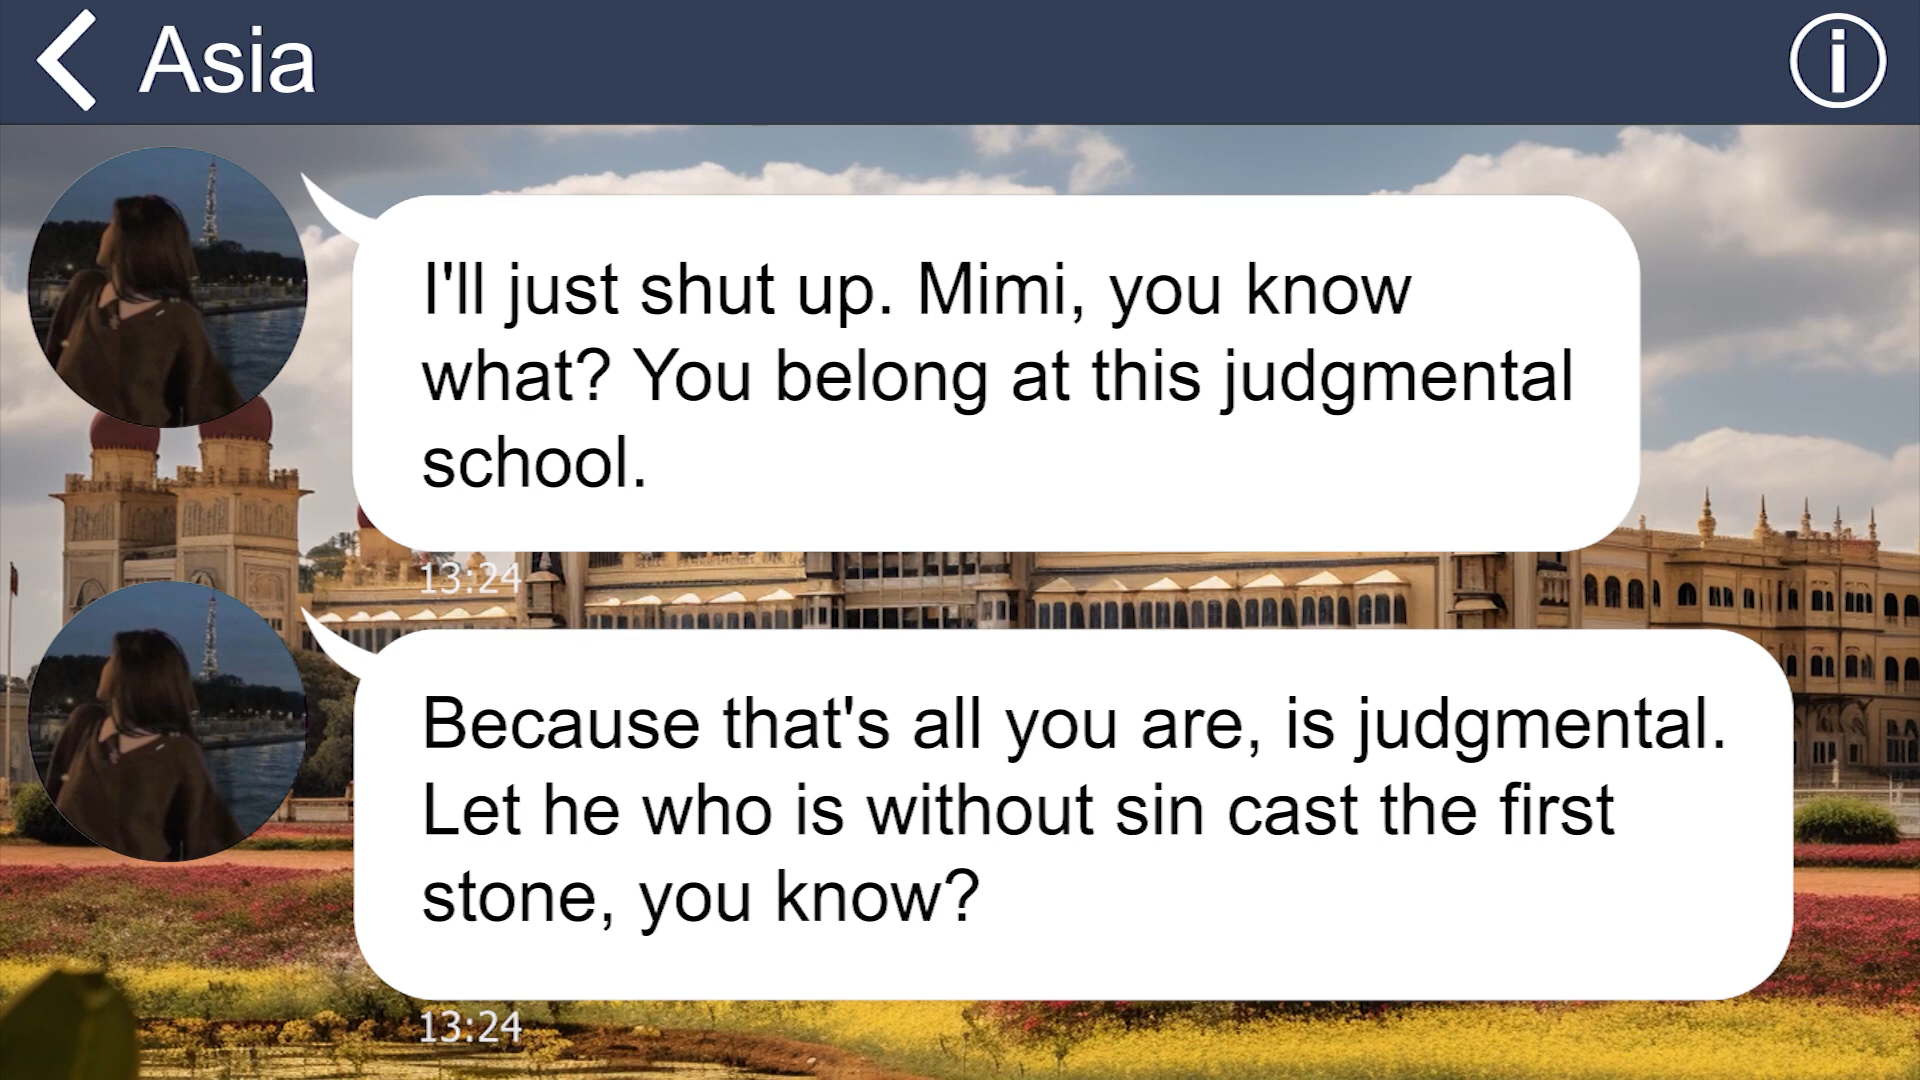 Asia
I'll just shut up. Mimi, you know
what? You belong at this judgmental
school.
13:24
Because that's all you are, is judgmental.
Let he who is without sin cast the first
stone, you know?
13:24